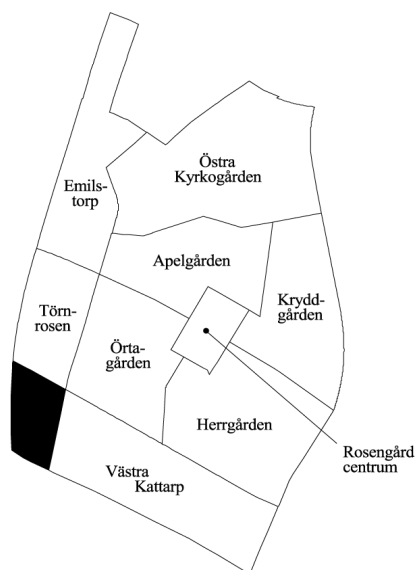 Östra
Kyrkogården
Emils-
torp
Apelgården
Krydd-
gården
Törn-
rosen
Örta-
gården
Herrgården
Rosengård
centrum
Västra
Kattarp